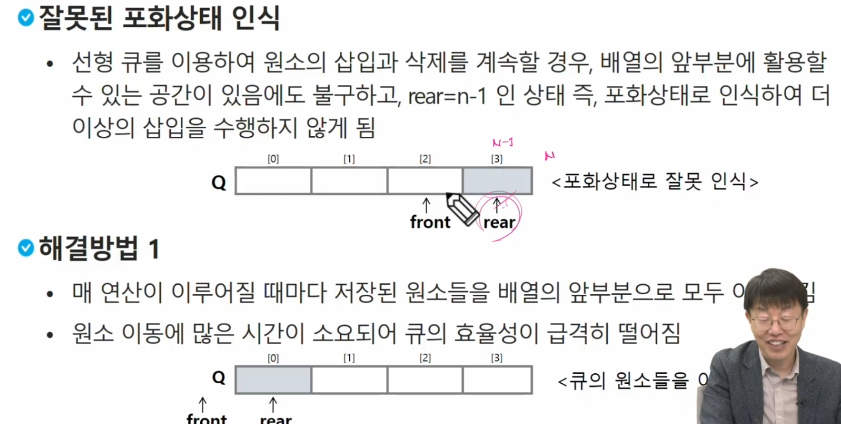 잘못된 포화상태 인식
• 선형 큐를 이용하여 원소의 삽입과 삭제를 계속할 경우, 배열의 앞부분에 활용할
수 있는 공간이 있음에도 불구하고, rear=n-1 인 상태 즉, 포화상태로 인식하여 더
이상의 삽입을 수행하지 않게 됨
N-1 N
[0] [1] [2] [3]
Q <포화상태로 잘못 인식>
front rear
해결방법 1
• 매 연산이 이루어질 때마다 저장된 원소들을 배열의 앞부분으로 모두
• 원소 이동에 많은 시간이 소요되어 큐의 효율성이 급격히 떨어짐
[0] [1] [2] [3]
Q <큐의 원소들을
front rear